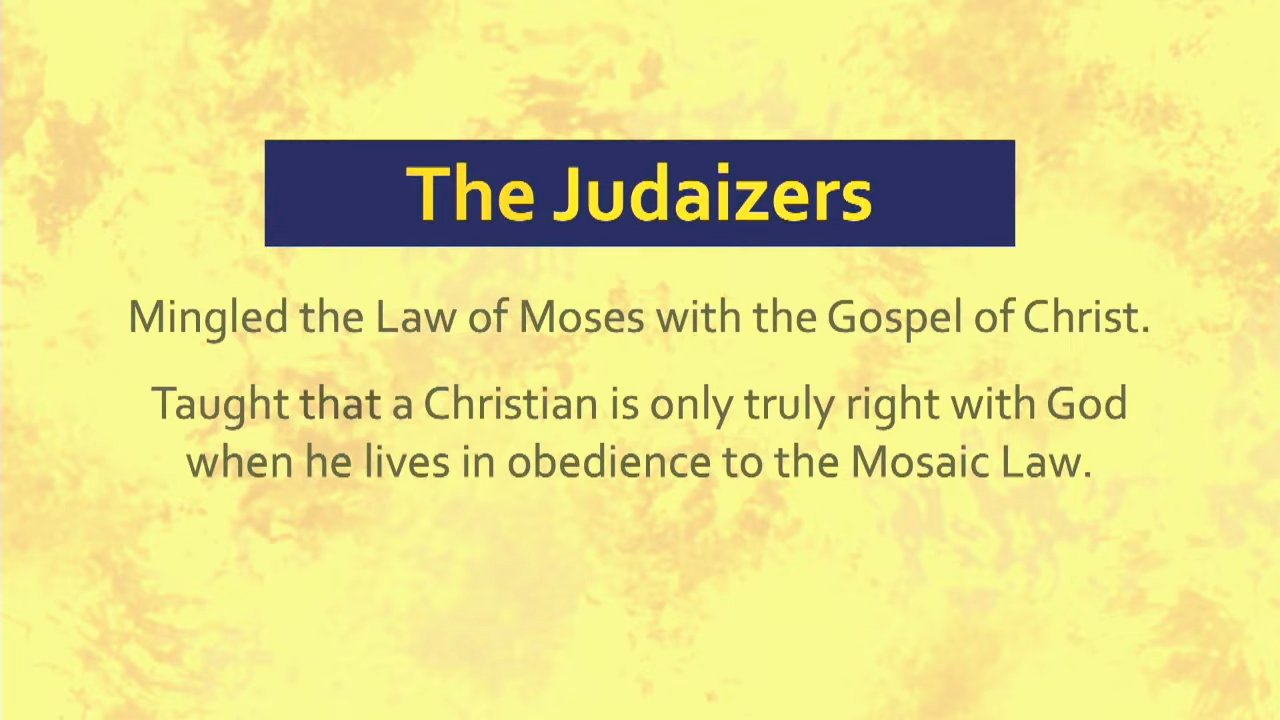 The Judaizers
Mingled the Law of Moses with the Gospel of Christ.
Taught that a Christian is only truly right with God
when he lives in obedience to the Mosaic Law.